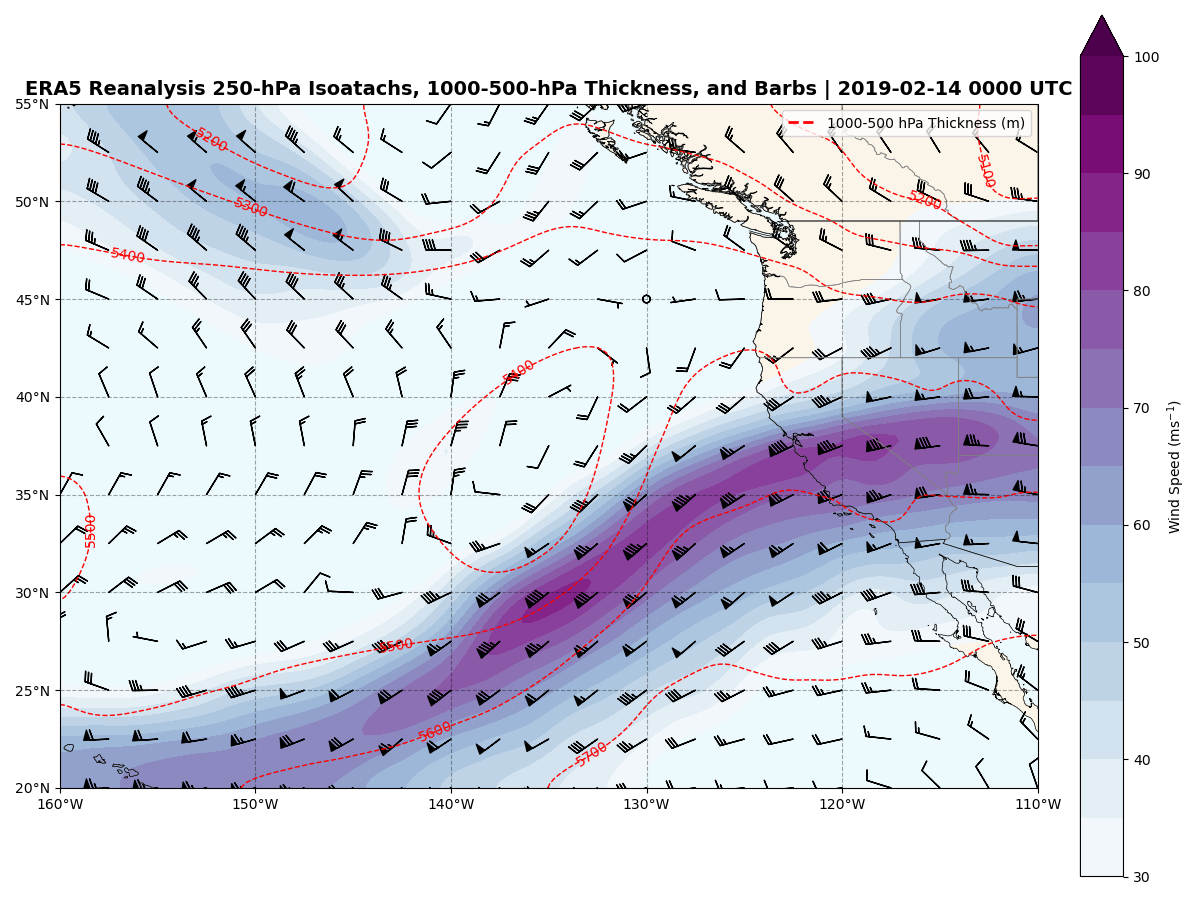 ERA5 Reanalysis 250-hPa Isoatachs, 1000-500-hPa Thickness, and Barbs | 2019-02-14 0000 UTC
1000-500 hPa Thickness (m)
55°N
50°N
45°N
40°N
35°N
30°N
25°N
20°N
160°W
150°W
140°W
130°W
120°W
110°W
5200
5300
5400
5100
5200
5400
5500
5500
5600
5700
100
90
80
70
60
50
40
30
Wind Speed (ms⁻¹)